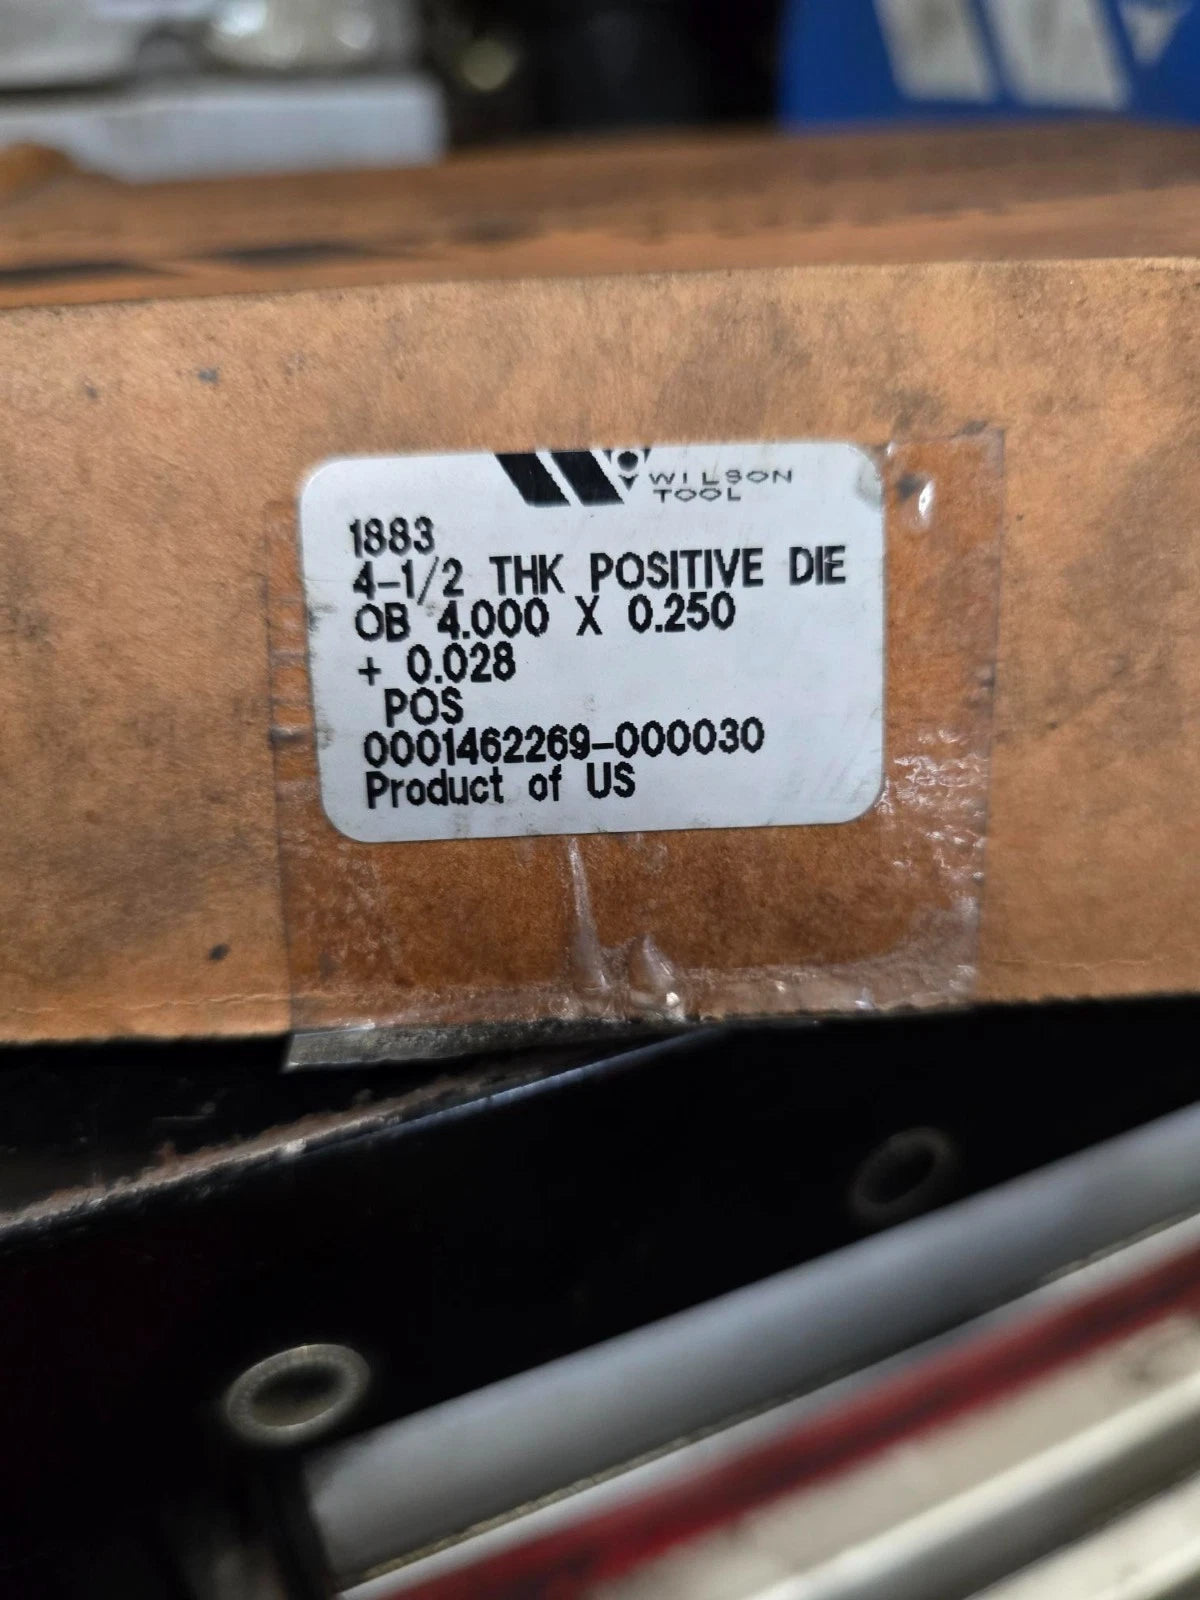 WILSON
TOOL
1883
4-1/2 THK POSITIVE DIE
OB 4.000 X 0.250
+ 0.028
POS
0001462269-000030
Product of US